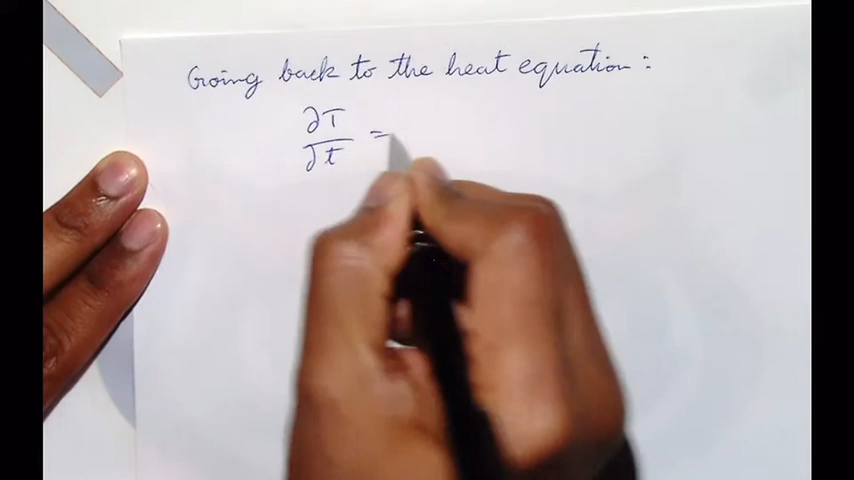 Going back to the heat equation :
∂T/∂t =